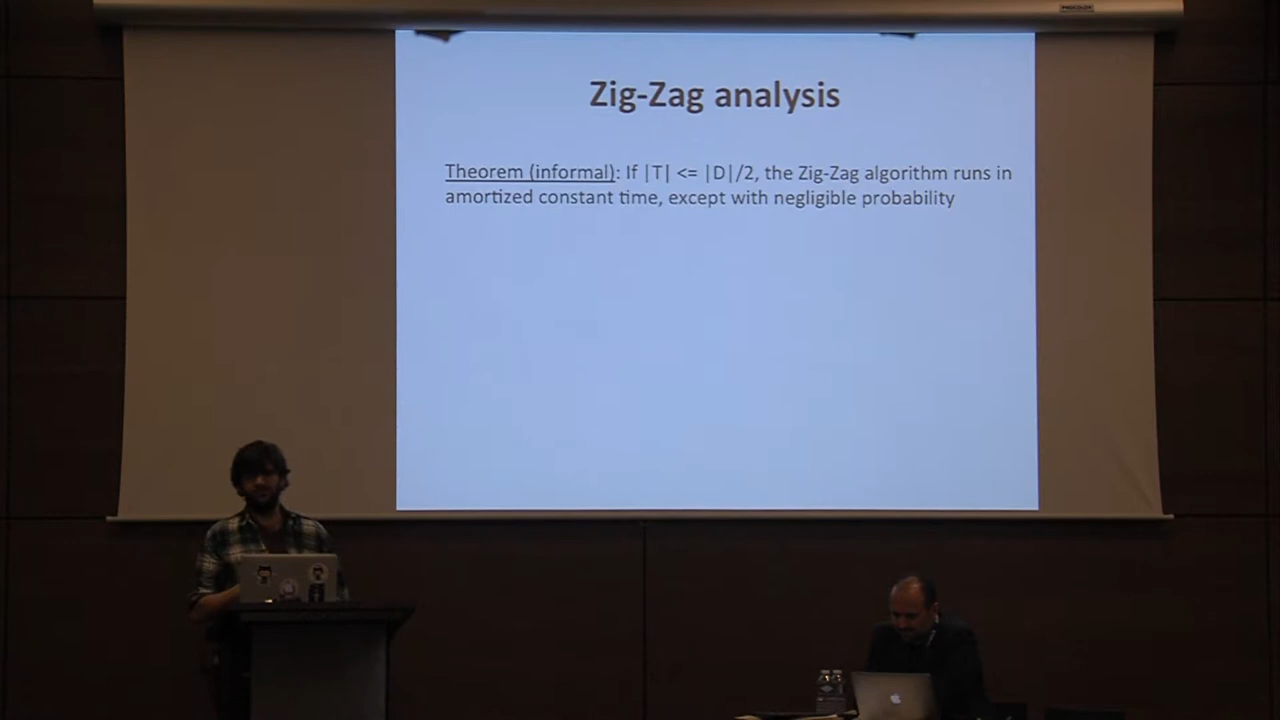 PROCOLOR
Zig-Zag analysis
Theorem (informal): If |T| <= |D|/2, the Zig-Zag algorithm runs in
amortized constant time, except with negligible probability